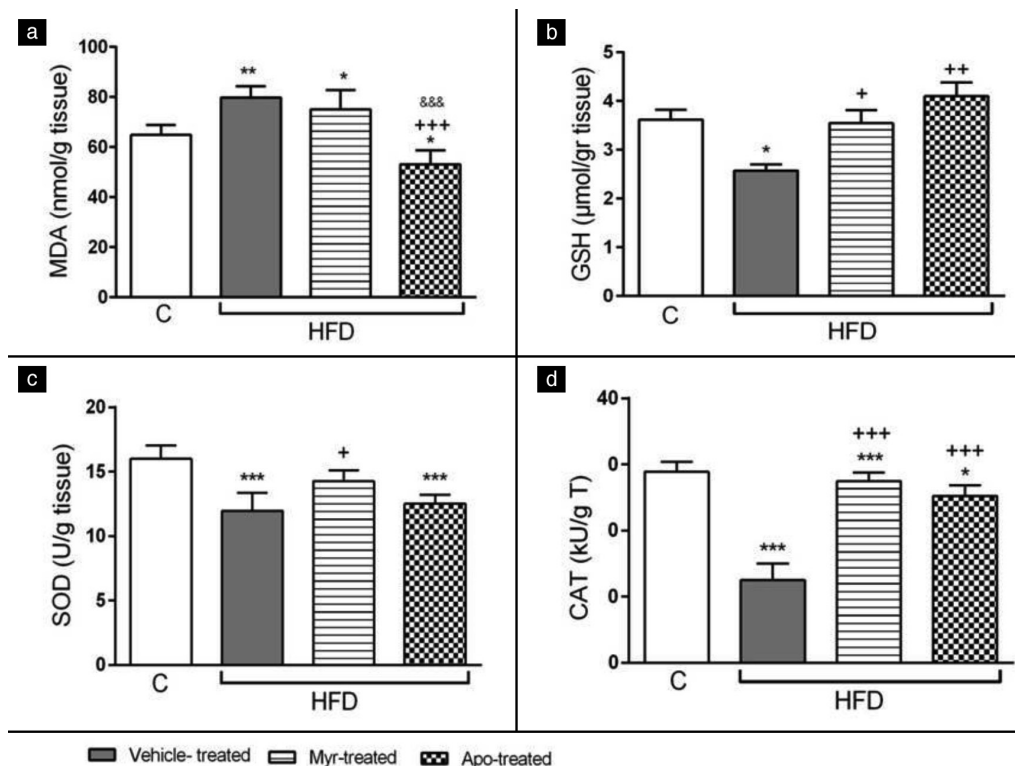 a
MDA (nmol/g tissue)
100
80
60
40
20
0
**
*
&&&
+++
*
C
HFD
b
GSH (µmol/gr tissue)
5
4
3
2
1
0
*
+
++
C
HFD
c
SOD (U/g tissue)
20
15
10
5
0
***
+
***
C
HFD
d
CAT (kU/g T)
40
0
0
0
0
***
+++
***
+++
*
C
HFD
Vehicle- treated Myr-treated Apo-treated